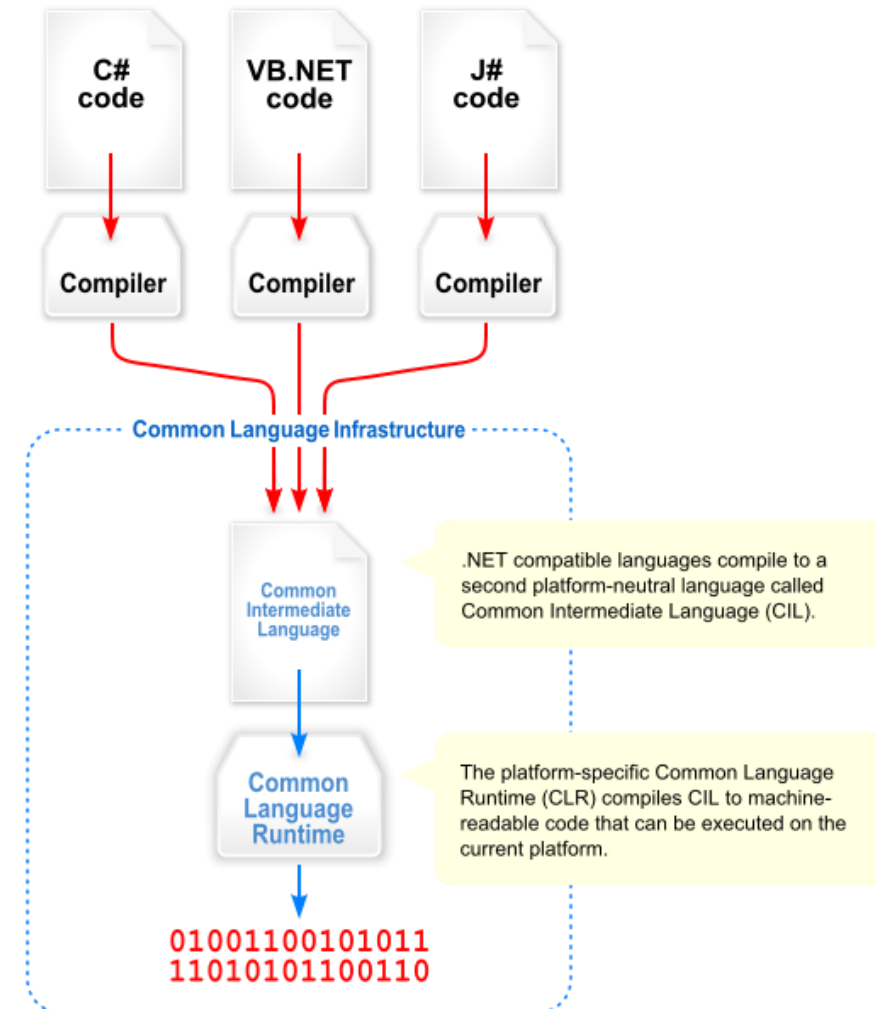 C#
code
VB.NET
code
J#
code
Compiler
Compiler
Compiler
Common Language Infrastructure
Common
Intermediate
Language
.NET compatible languages compile to a
second platform-neutral language called
Common Intermediate Language (CIL).
Common
Language
Runtime
The platform-specific Common Language
Runtime (CLR) compiles CIL to machine-
readable code that can be executed on the
current platform.
01001100101011
11010101100110